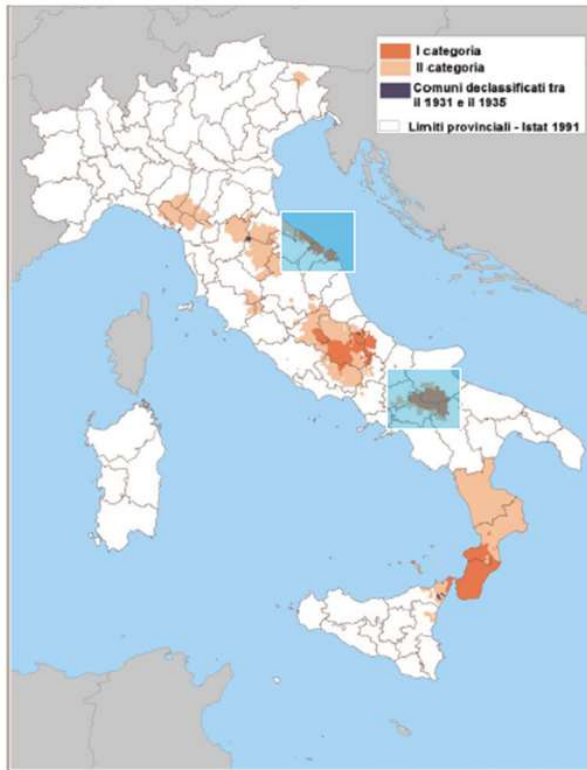 I categoria
II categoria
Comuni declassificati tra
il 1931 e il 1935
Limiti provinciali - Istat 1991